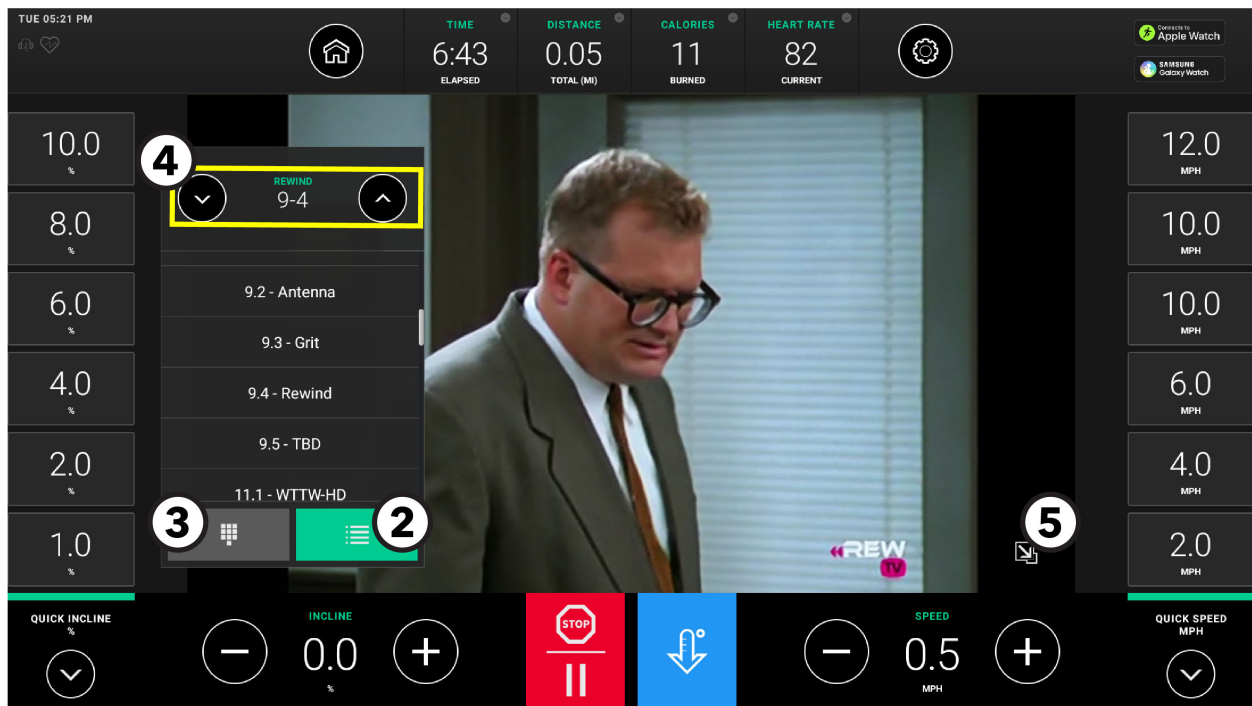 TUE 05:21 PM
TIME
6:43
ELAPSED
DISTANCE
0.05
TOTAL (MI)
CALORIES
11
BURNED
HEART RATE
82
CURRENT
Connects to
Apple Watch
SAMSUNG
Galaxy Watch
10.0
%
8.0
%
6.0
%
4.0
%
2.0
%
1.0
%
QUICK INCLINE
%
4
REWIND
9-4
9.2 - Antenna
9.3 - Grit
9.4 - Rewind
9.5 - TBD
11.1 - WTTW-HD
3
2
REW
TV
5
12.0
MPH
10.0
MPH
10.0
MPH
6.0
MPH
4.0
MPH
2.0
MPH
QUICK SPEED
MPH
INCLINE
0.0
%
STOP
SPEED
0.5
MPH